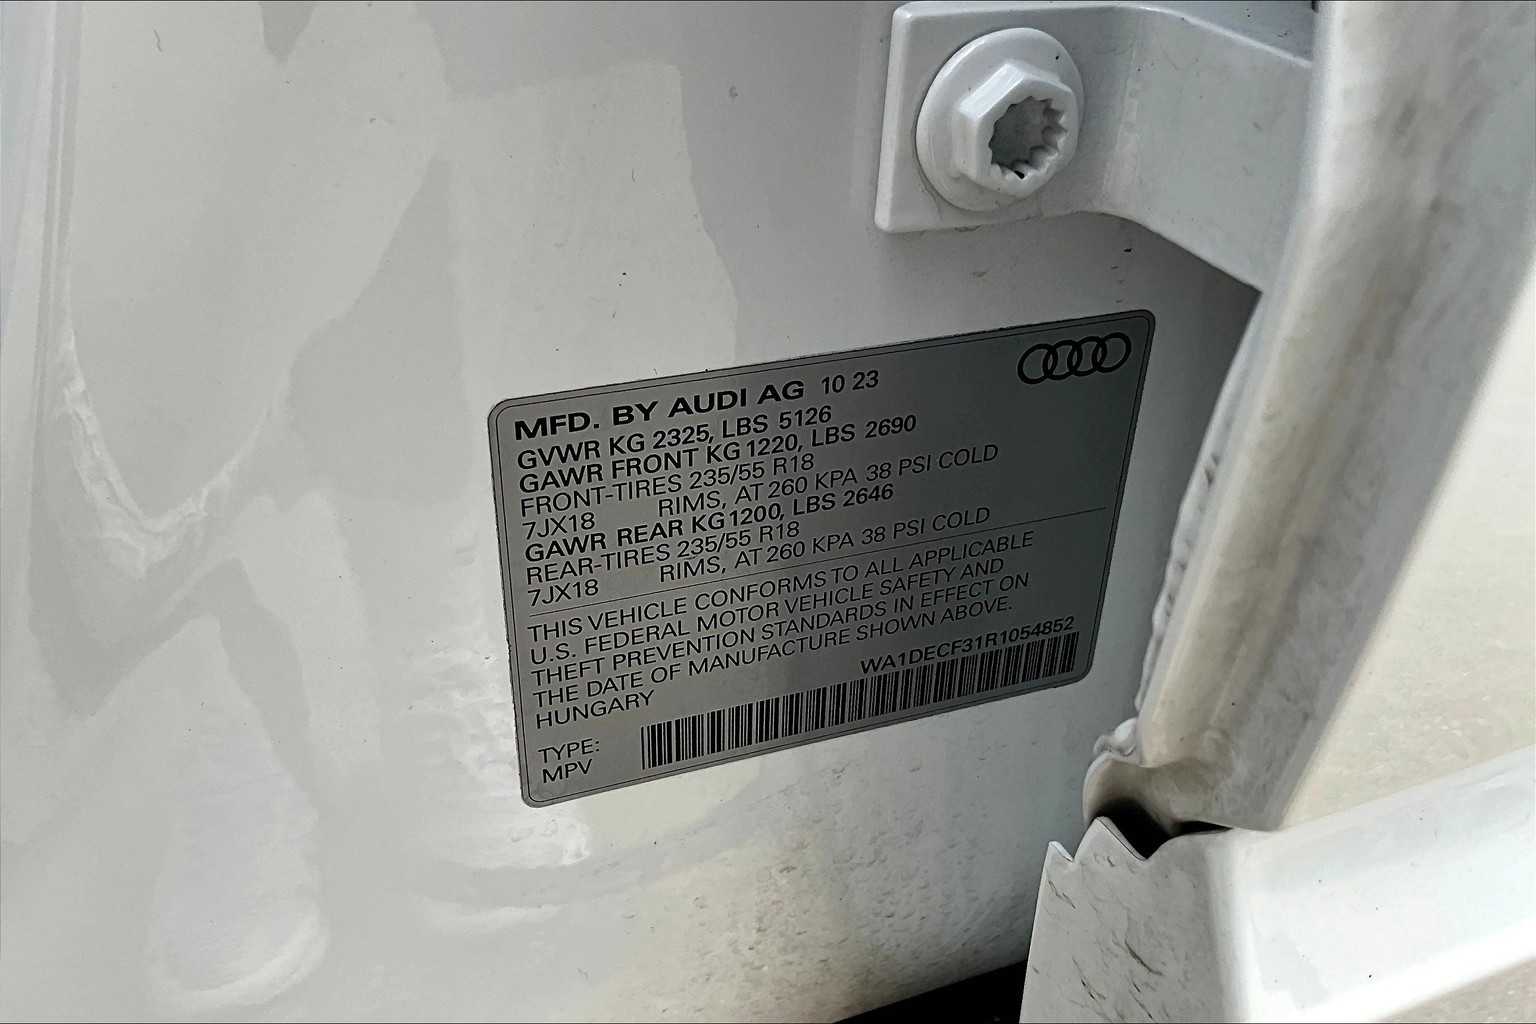 MFD. BY AUDI AG 10 23
GVWR KG 2325, LBS 5126
GAWR FRONT KG 1220, LBS 2690
FRONT-TIRES 235/55 R18
7JX18 RIMS, AT 260 KPA 38 PSI COLD
GAWR REAR KG 1200, LBS 2646
REAR-TIRES 235/55 R18
7JX18 RIMS, AT 260 KPA 38 PSI COLD
THIS VEHICLE CONFORMS TO ALL APPLICABLE
U.S. FEDERAL MOTOR VEHICLE SAFETY AND
THEFT PREVENTION STANDARDS IN EFFECT ON
THE DATE OF MANUFACTURE SHOWN ABOVE.
HUNGARY WA1DECF31R1054852
TYPE:
MPV